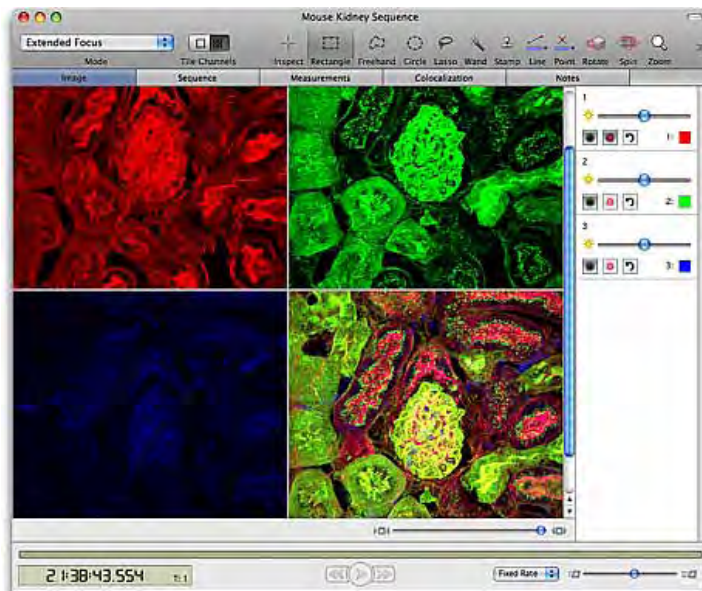 Mouse Kidney Sequence
Extended Focus
Mode
Tile Channels
Inspect Rectangle Freehand Circle Lasso Wand Stamp Line Point Rotate Spin Zoom
Image Sequence Measurements Colocalization Notes
1
1:
2
2:
3
3:
21:38:43.554 T: 1
Fixed Rate